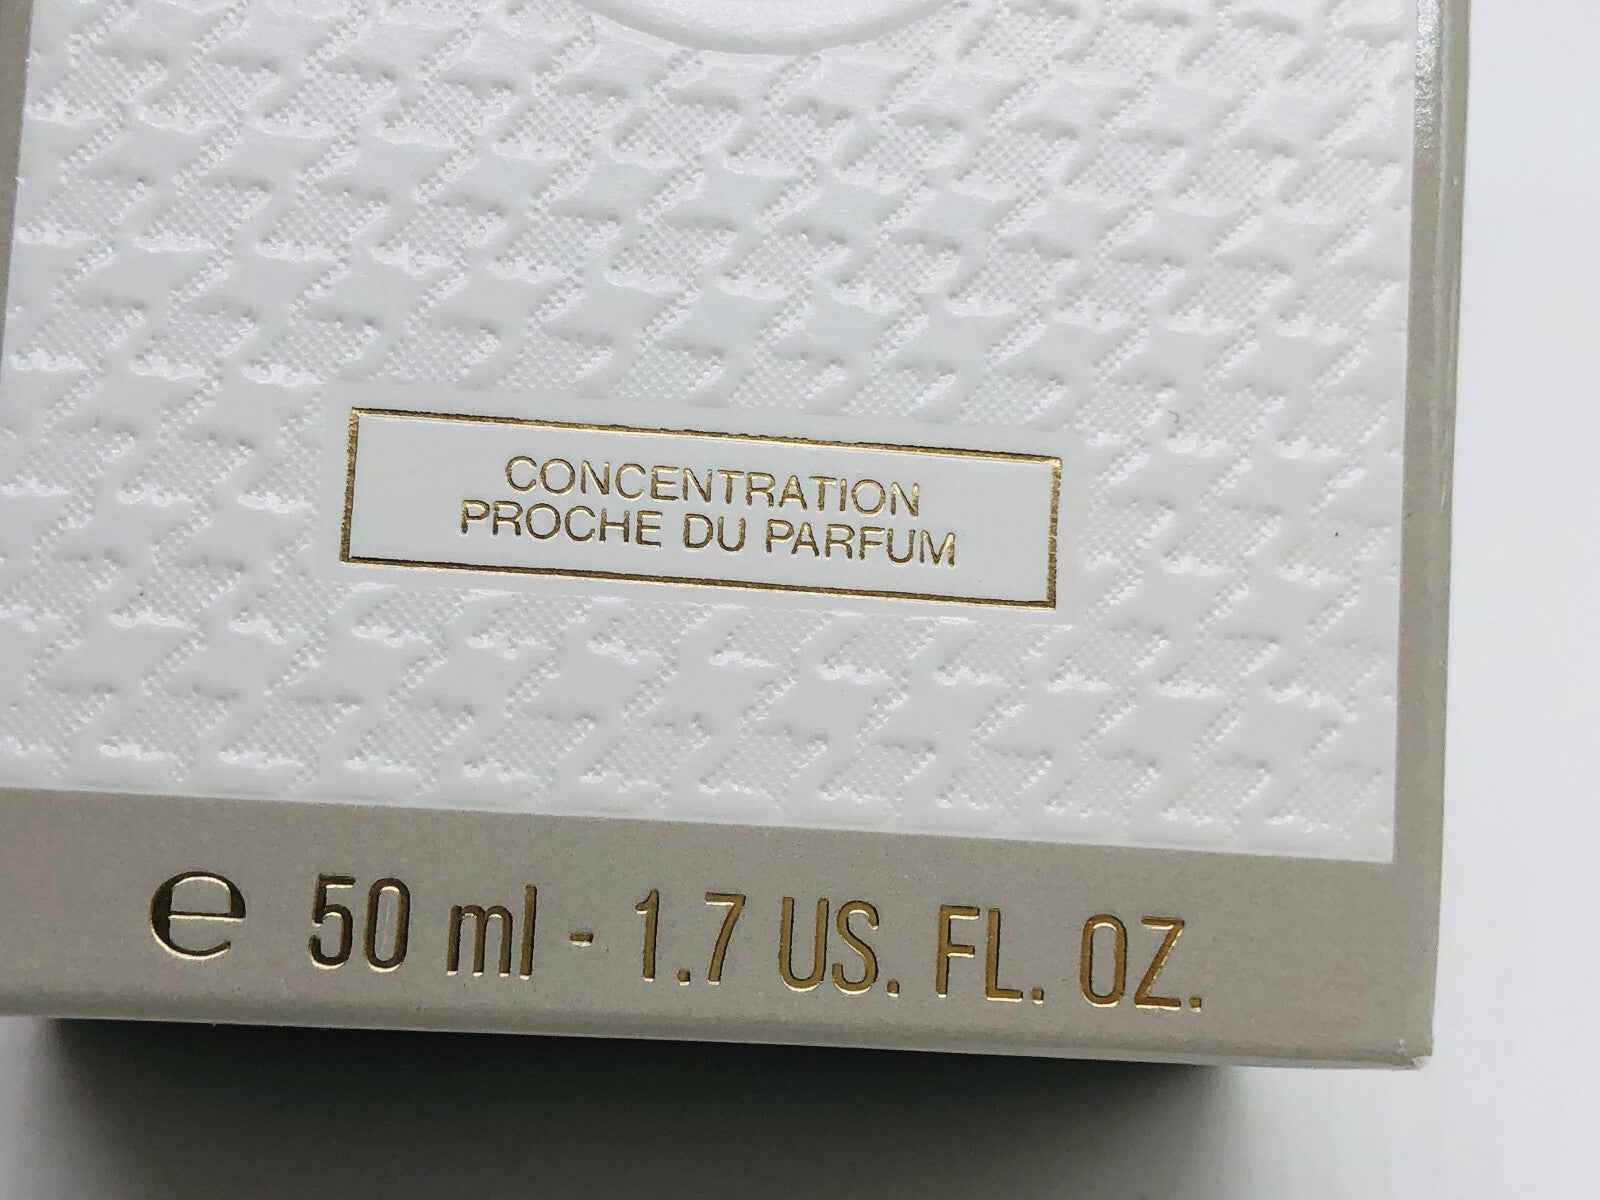 CONCENTRATION
PROCHE DU PARFUM
℮ 50 ml - 1.7 US. FL. OZ.